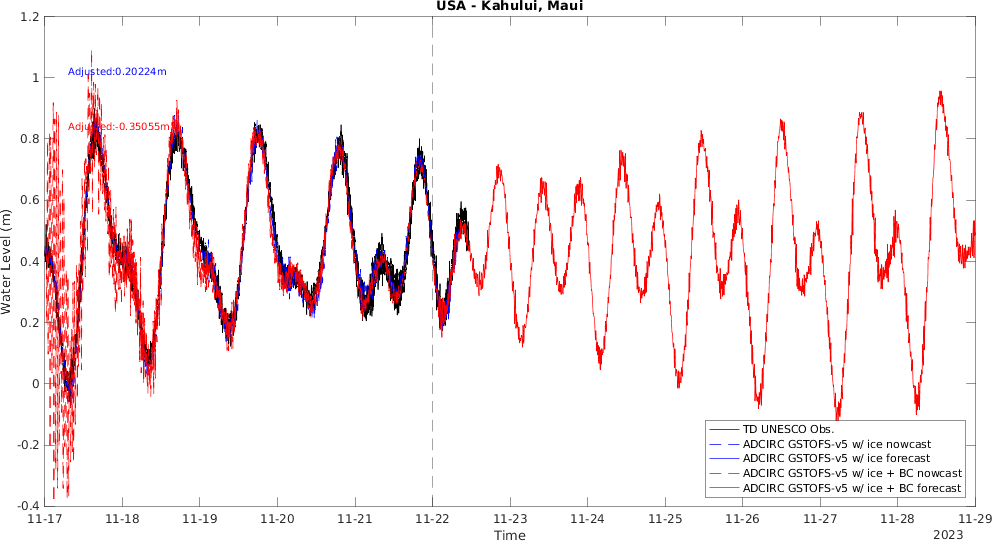 USA - Kahului, Maui
1.2
1
0.8
0.6
0.4
0.2
0
-0.2
-0.4
Water Level (m)
Adjusted:0.20224m
Adjusted:-0.35055m
TD UNESCO Obs.
ADCIRC GSTOFS-v5 w/ ice nowcast
ADCIRC GSTOFS-v5 w/ ice forecast
ADCIRC GSTOFS-v5 w/ ice + BC nowcast
ADCIRC GSTOFS-v5 w/ ice + BC forecast
11-17 11-18 11-19 11-20 11-21 11-22 11-23 11-24 11-25 11-26 11-27 11-28 11-29
Time
2023